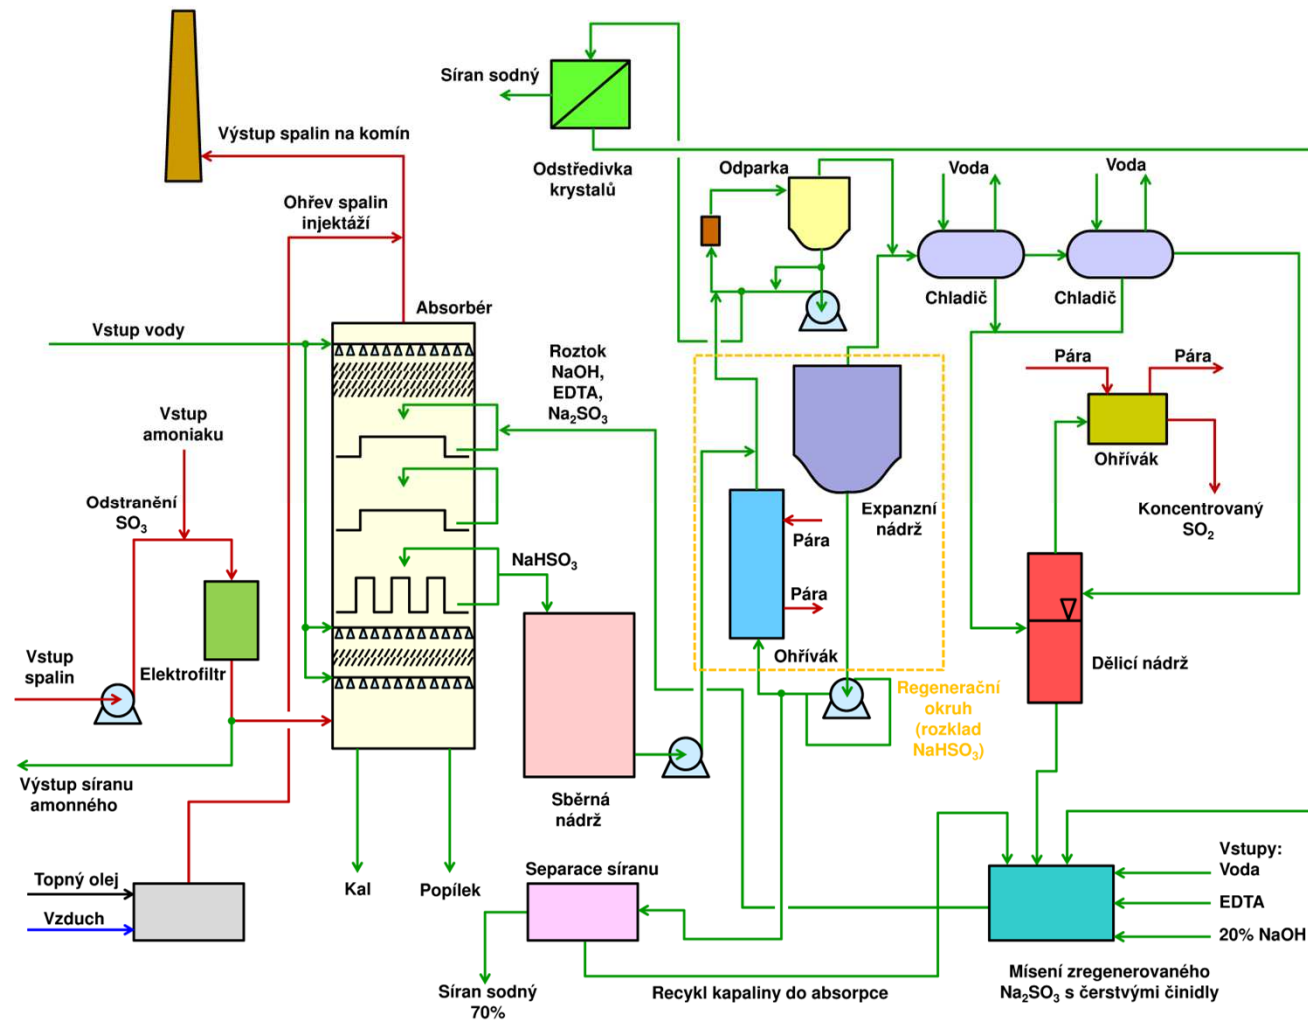 Síran sodný
Odstředivka
krystalů
Výstup spalin na komín
Ohřev spalin
injektáží
Odparka
Voda
Voda
Chladič
Chladič
Absorbér
Vstup vody
Roztok
NaOH,
EDTA,
Na₂SO₃
Pára
Pára
Ohřívák
Koncentrovaný
SO₂
Vstup
amoniaku
Odstranění
SO₃
Expanzní
nádrž
Pára
Pára
NaHSO₃
Ohřívák
Elektrofiltr
Vstup
spalin
Dělicí nádrž
Regenerační
okruh
(rozklad
NaHSO₃)
Výstup síranu
amonného
Sběrná
nádrž
Topný olej
Vzduch
Kal
Popílek
Separace síranu
Vstupy:
Voda
EDTA
20% NaOH
Síran sodný
70%
Recykl kapaliny do absorpce
Mísení zregenerovaného
Na₂SO₃ s čerstvými činidly